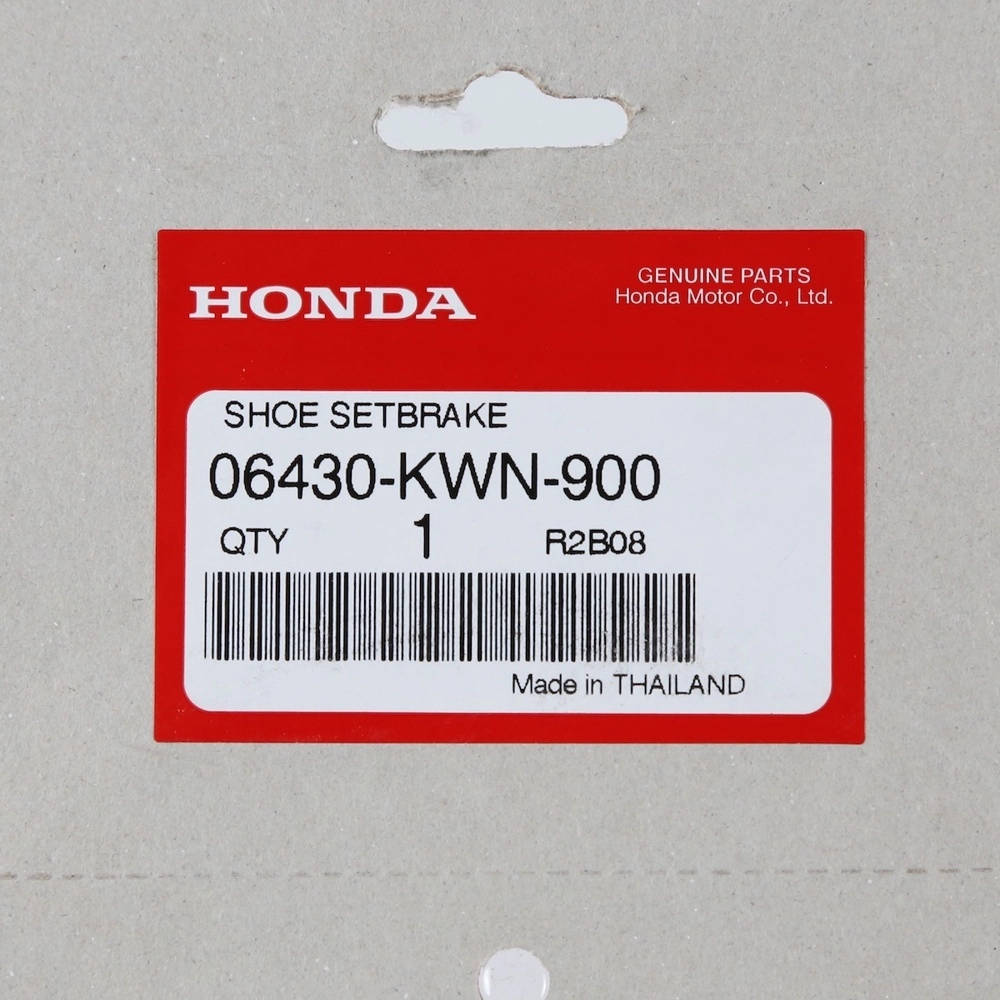 HONDA
GENUINE PARTS
Honda Motor Co., Ltd.
SHOE SETBRAKE
06430-KWN-900
QTY 1 R2B08
Made in THAILAND